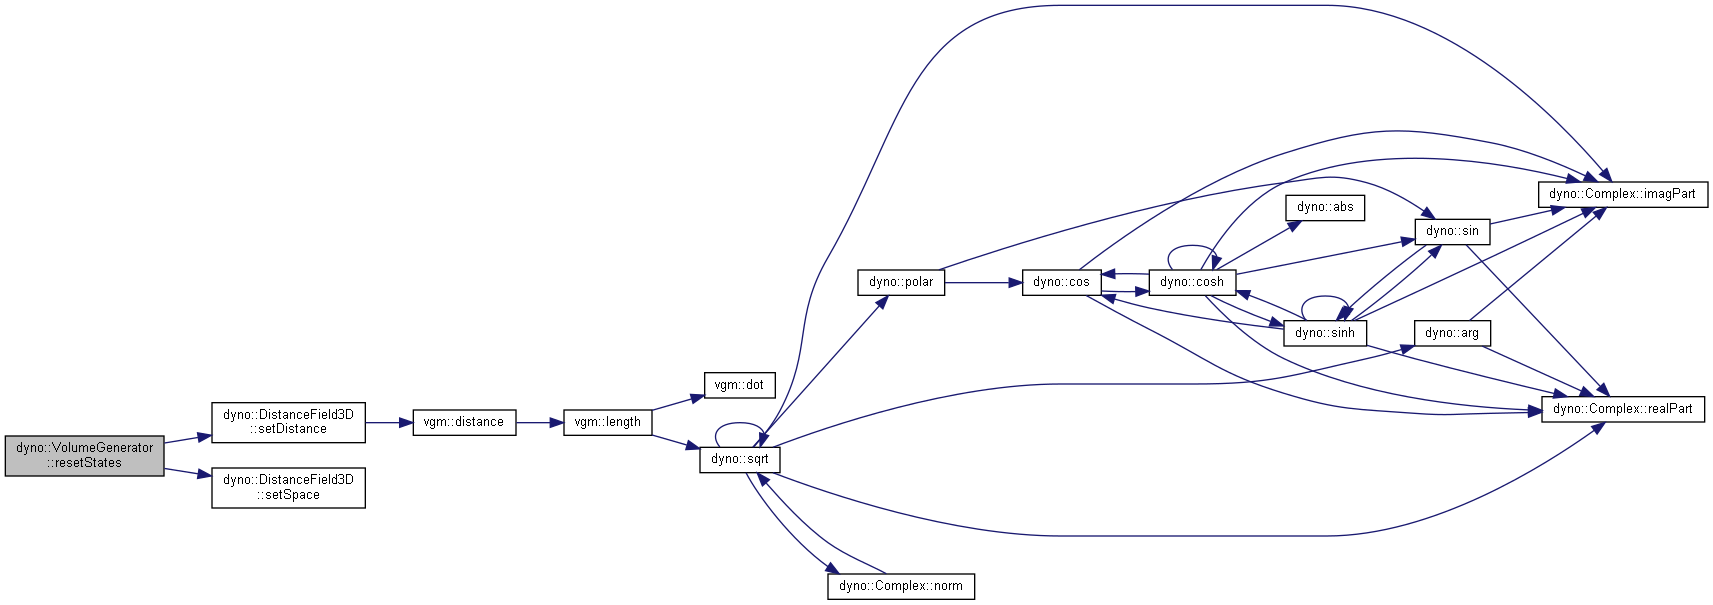 dyno::VolumeGenerator
::resetStates
dyno::DistanceField3D
::setDistance
dyno::DistanceField3D
::setSpace
vgm::distance
vgm::length
vgm::dot
dyno::sqrt
dyno::polar
dyno::Complex::norm
dyno::cos
dyno::cosh
dyno::abs
dyno::sinh
dyno::sin
dyno::arg
dyno::Complex::imagPart
dyno::Complex::realPart